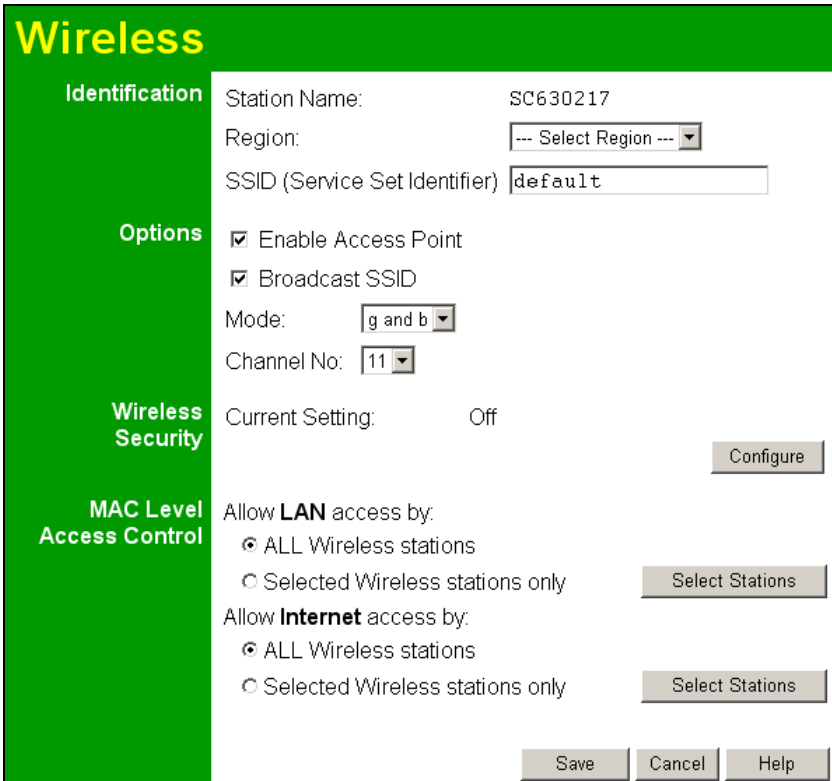 Wireless
Identification
Station Name: SC630217
Region: --- Select Region ---
SSID (Service Set Identifier) default
Options
Enable Access Point
Broadcast SSID
Mode: g and b
Channel No: 11
Wireless
Security
Current Setting: Off
Configure
MAC Level
Access Control
Allow LAN access by:
ALL Wireless stations
Selected Wireless stations only Select Stations
Allow Internet access by:
ALL Wireless stations
Selected Wireless stations only Select Stations
Save Cancel Help